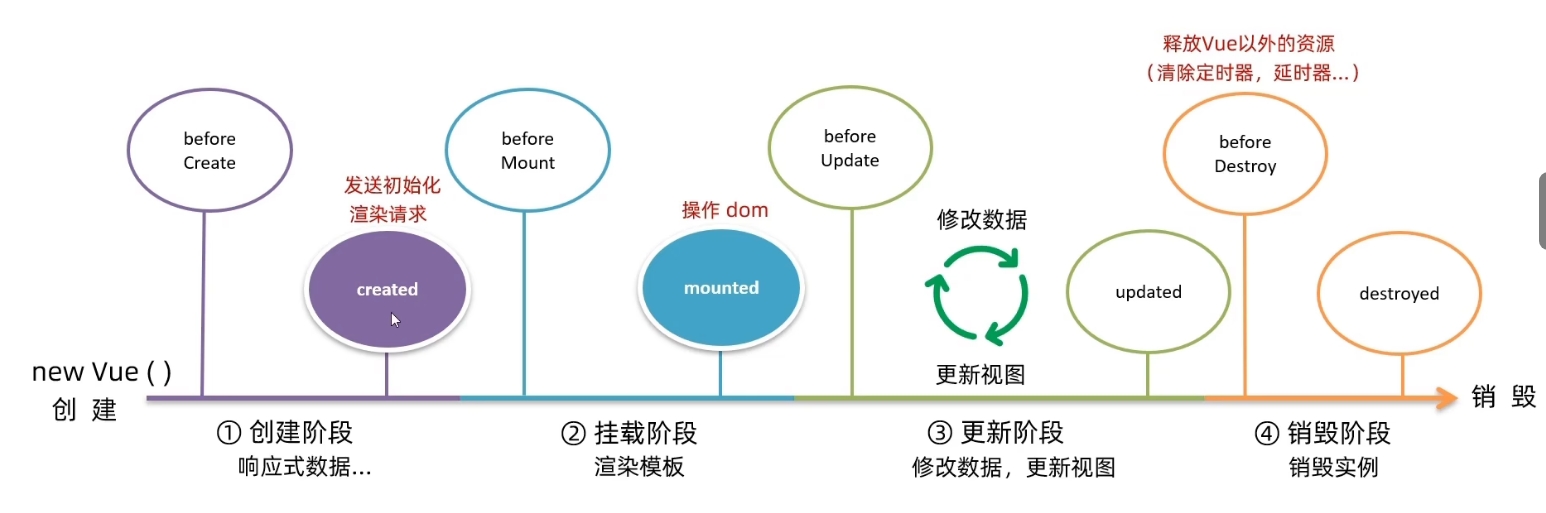 释放Vue以外的资源
（清除定时器，延时器...）
before
Create
before
Mount
before
Update
before
Destroy
发送初始化
渲染请求
操作 dom
修改数据
created
mounted
updated
destroyed
new Vue ( )
创 建
更新视图
销 毁
① 创建阶段
响应式数据...
② 挂载阶段
渲染模板
③ 更新阶段
修改数据，更新视图
④ 销毁阶段
销毁实例